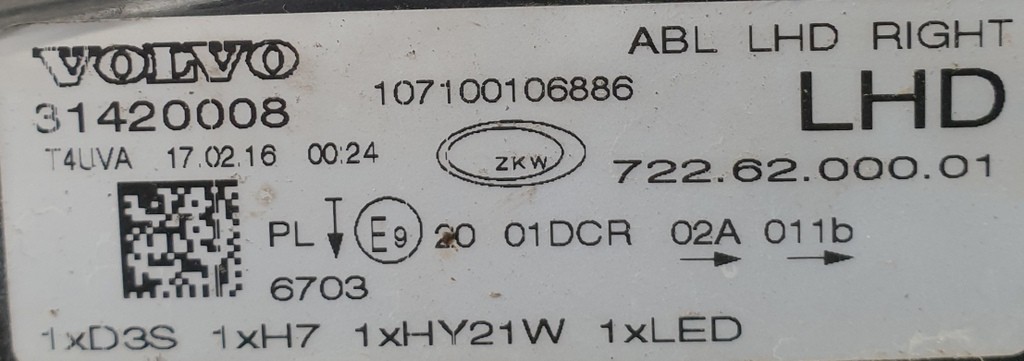 VOLVO
ABL LHD RIGHT
31420008
107100106886
LHD
T4UVA 17.02.16 00:24
ZKW
722.62.000.01
PL E9 20 01DCR 02A 011b
6703
1xD3S 1xH7 1xHY21W 1xLED